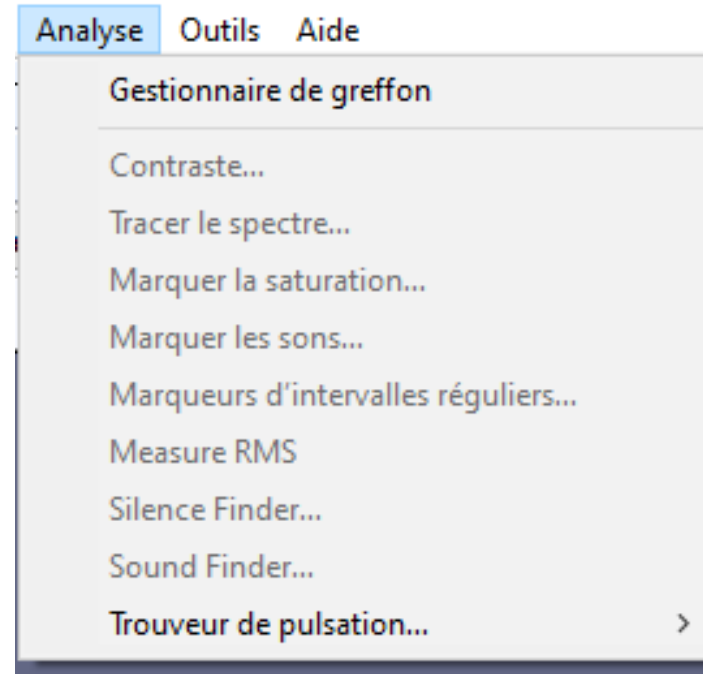 Analyse Outils Aide
Gestionnaire de greffon
Contraste...
Tracer le spectre...
Marquer la saturation...
Marquer les sons...
Marqueurs d’intervalles réguliers...
Measure RMS
Silence Finder...
Sound Finder...
Trouveur de pulsation...